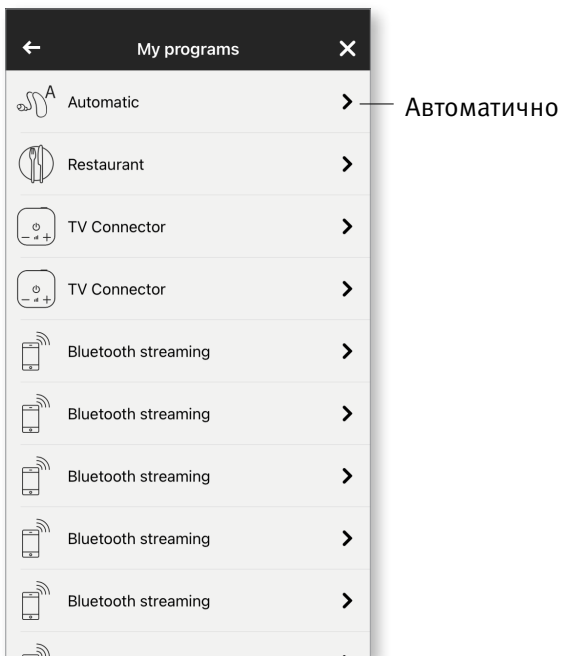 My programs
A
Automatic
Автоматично
Restaurant
TV Connector
TV Connector
Bluetooth streaming
Bluetooth streaming
Bluetooth streaming
Bluetooth streaming
Bluetooth streaming